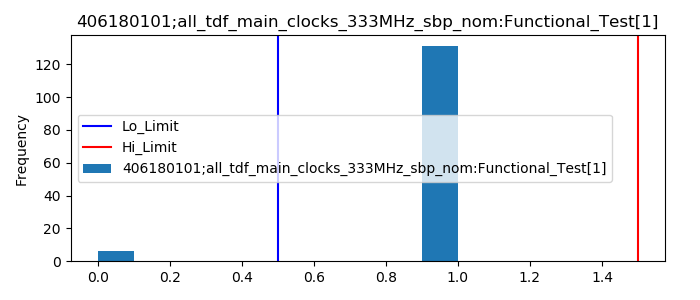 406180101;all_tdf_main_clocks_333MHz_sbp_nom:Functional_Test[1]
Frequency
120
100
80
60
40
20
0
Lo_Limit
Hi_Limit
406180101;all_tdf_main_clocks_333MHz_sbp_nom:Functional_Test[1]
0.0 0.2 0.4 0.6 0.8 1.0 1.2 1.4